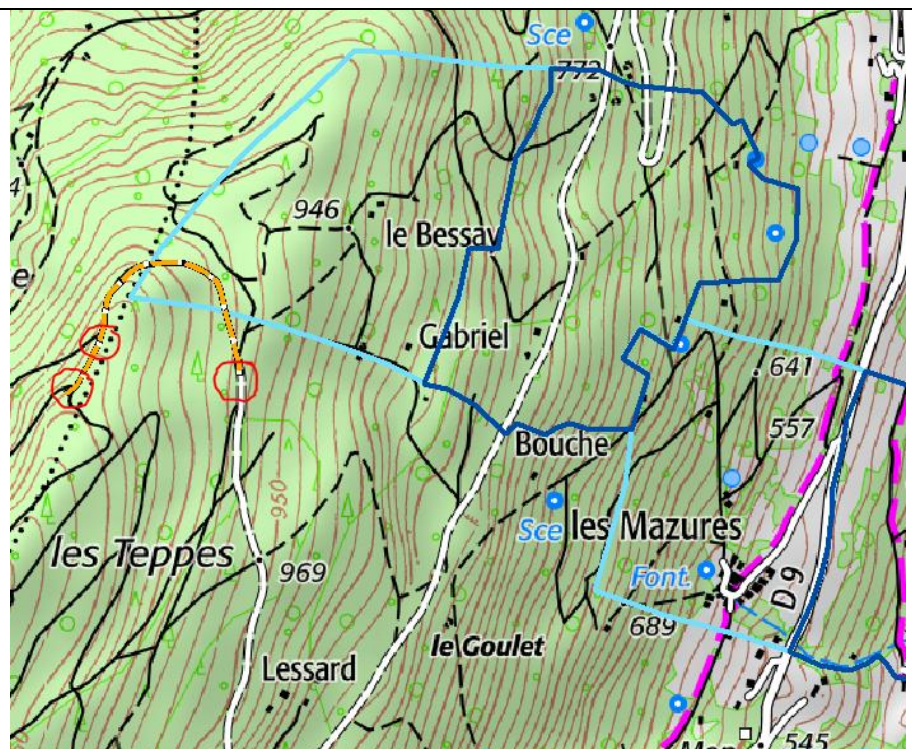 Sce
772
4
946
le Bessay
e
Gabriel
641
557
Bouche
950
Sce
les Mazures
les Teppes
969
Font.
D 9
689
le Goulet
Lessard
545